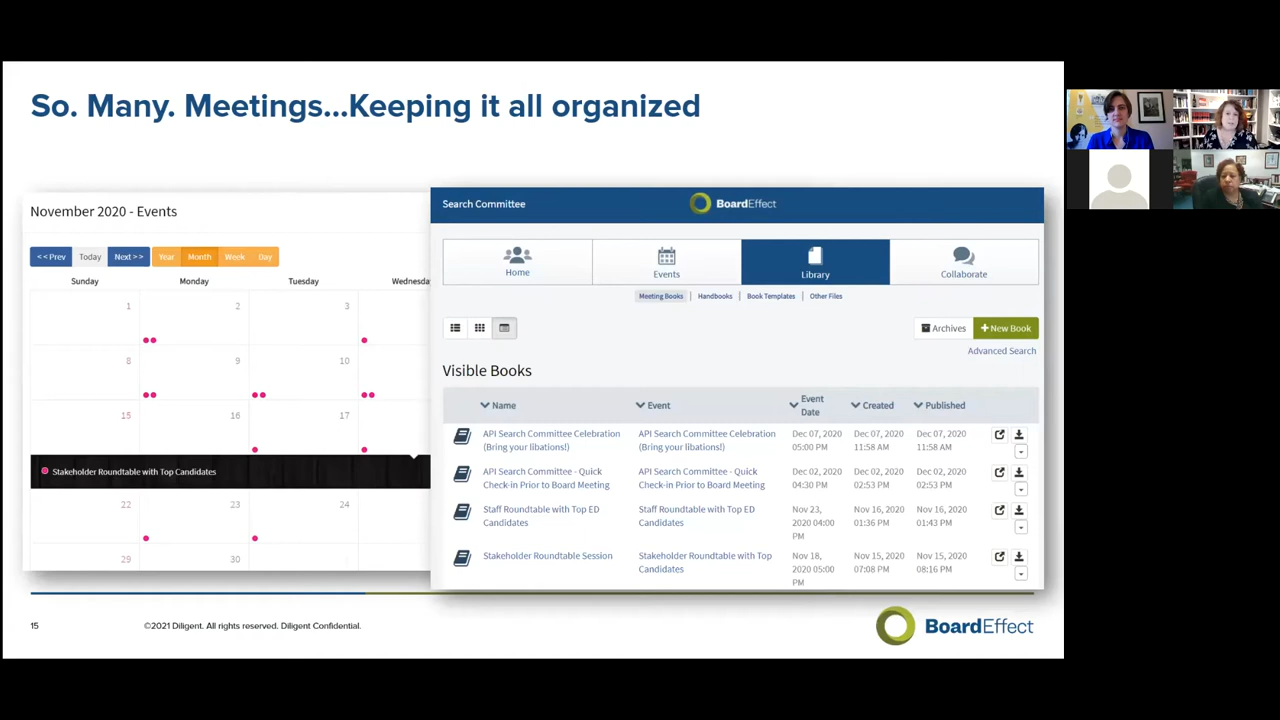 So. Many. Meetings...Keeping it all organized
November 2020 - Events
<< Prev Today Next >> Year Month Week Day
Sunday Monday Tuesday Wednesda
1 2 3
8 9 10
15 16 17
Stakeholder Roundtable with Top Candidates
22 23 24
29 30
Search Committee
BoardEffect
Home Events Library Collaborate
Meeting Books | Handbooks | Book Templates | Other Files
Archives + New Book
Advanced Search
Visible Books
Name Event Event Date Created Published
API Search Committee Celebration API Search Committee Celebration Dec 07, 2020 Dec 07, 2020 Dec 07, 2020
(Bring your libations!) (Bring your libations!) 05:00 PM 11:58 AM 11:58 AM
API Search Committee - Quick API Search Committee - Quick Dec 02, 2020 Dec 02, 2020 Dec 02, 2020
Check-in Prior to Board Meeting Check-in Prior to Board Meeting 04:30 PM 02:53 PM 02:53 PM
Staff Roundtable with Top ED Staff Roundtable with Top ED Nov 23, Nov 16, 2020 Nov 16, 2020
Candidates Candidates 2020 04:00 01:36 PM 01:43 PM
PM
Stakeholder Roundtable Session Stakeholder Roundtable with Top Nov 18, Nov 15, 2020 Nov 15, 2020
Candidates 2020 05:00 07:08 PM 08:16 PM
PM
15 ©2021 Diligent. All rights reserved. Diligent Confidential.
BoardEffect